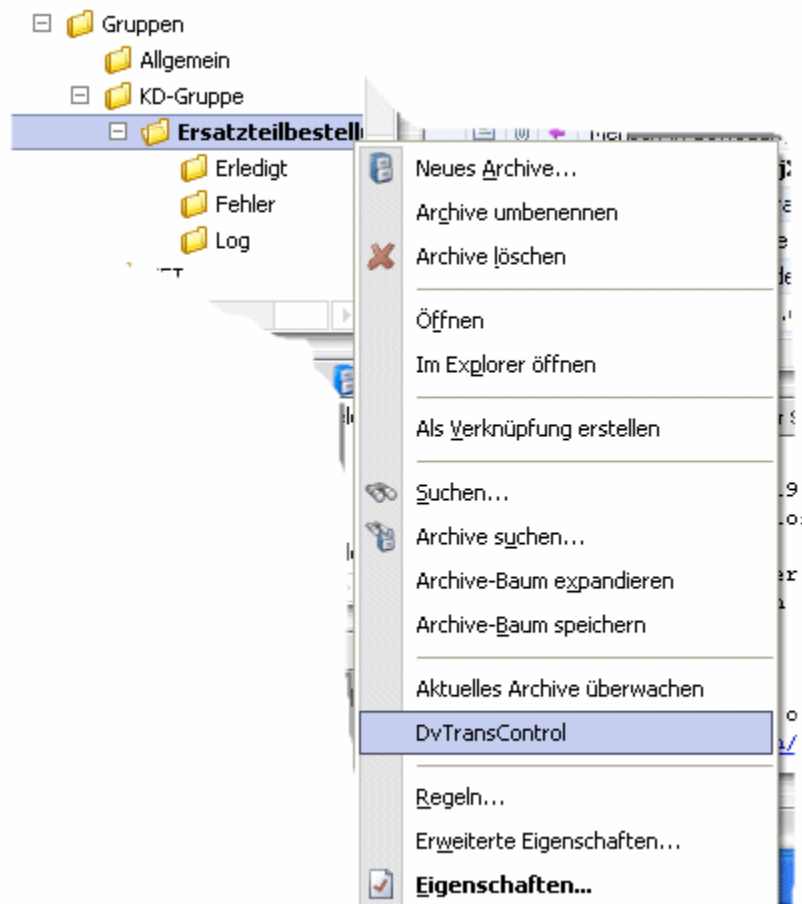 Gruppen
Allgemein
KD-Gruppe
Ersatzteilbestell
Erledigt
Fehler
Log
Neues Archive...
Archive umbenennen
Archive löschen
Öffnen
Im Explorer öffnen
Als Verknüpfung erstellen
Suchen...
Archive suchen...
Archive-Baum expandieren
Archive-Baum speichern
Aktuelles Archive überwachen
DvTransControl
Regeln...
Erweiterte Eigenschaften...
Eigenschaften...